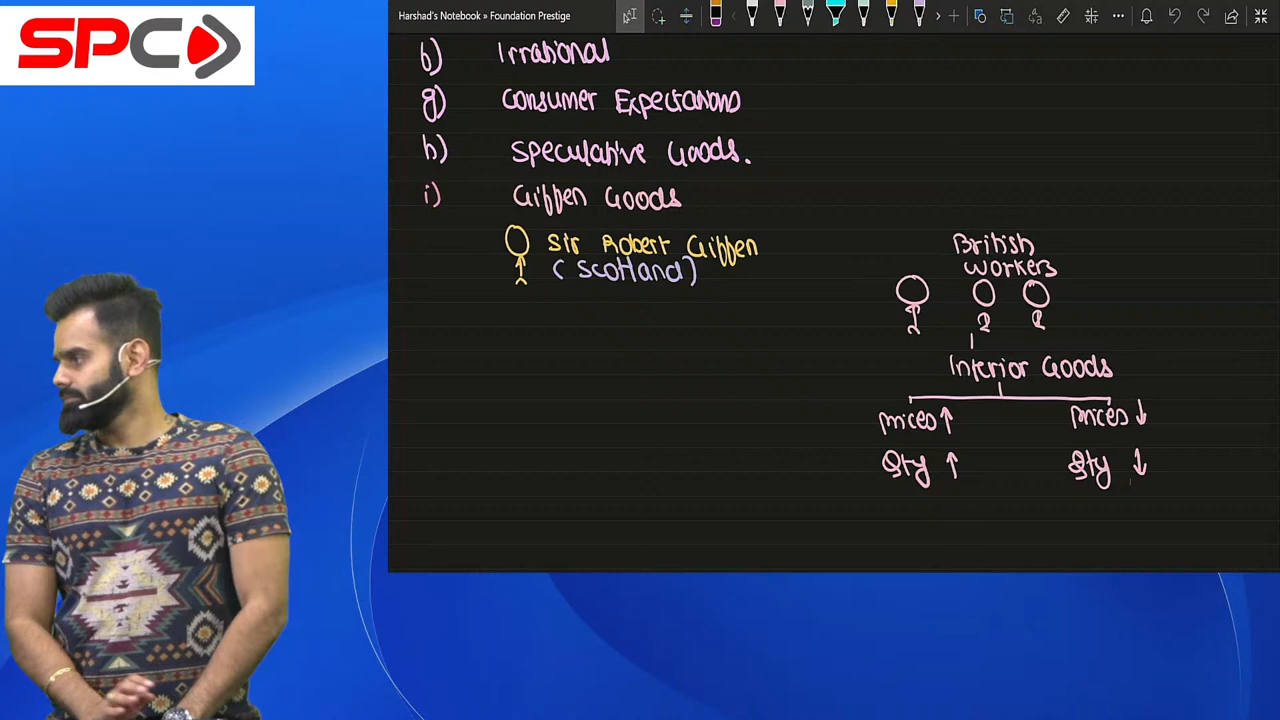 SPC
Harshad's Notebook » Foundation Prestige
f) Irrational
g) Consumer Expectations
h) Speculative Goods.
i) Giffen Goods
Sir Robert Giffen
(Scotland)
British
workers
Inferior Goods
Prices ↑ Prices ↓
Qty ↑ Qty ↓